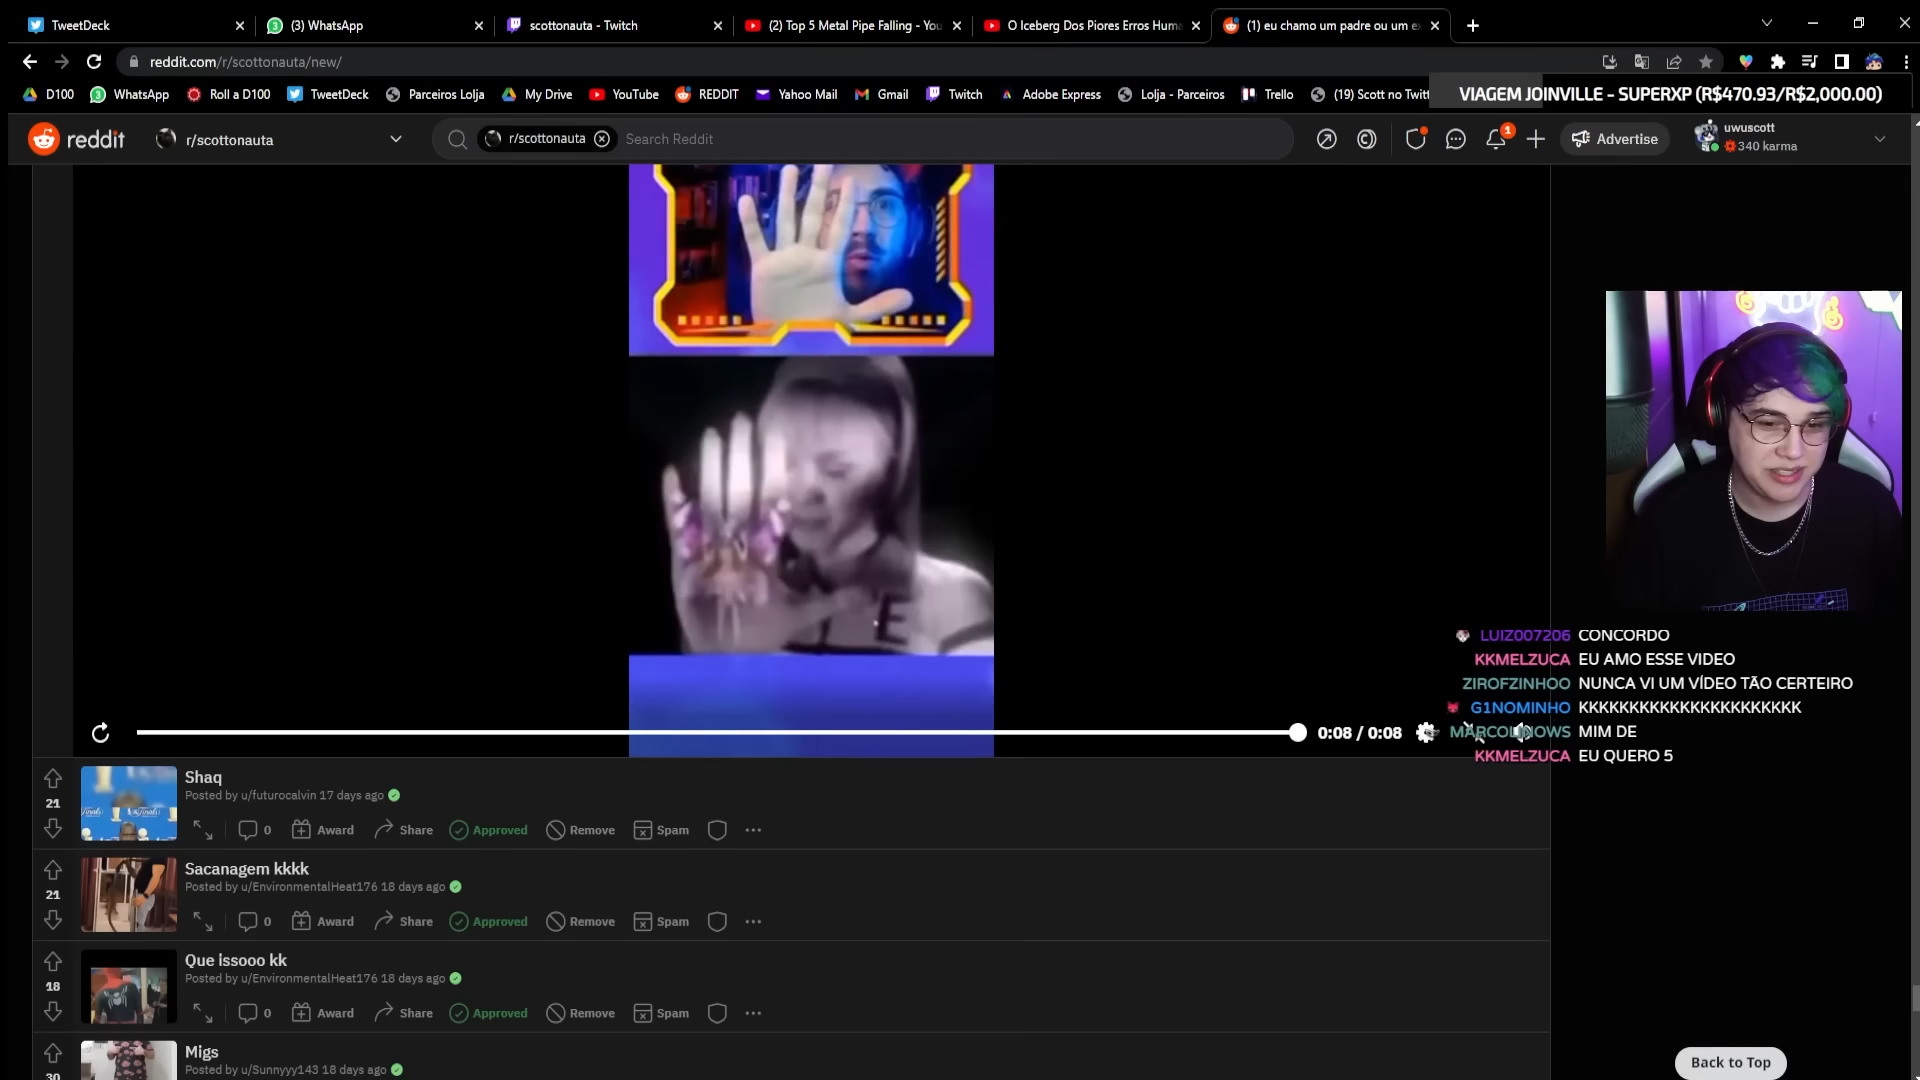 TweetDeck
(3) WhatsApp
scottonauta - Twitch
(2) Top 5 Metal Pipe Falling - You
O Iceberg Dos Piores Erros Huma
(1) eu chamo um padre ou um e
reddit.com/r/scottonauta/new/
D100
WhatsApp
Roll a D100
TweetDeck
Parceiros Lolja
My Drive
YouTube
REDDIT
Yahoo Mail
Gmail
Twitch
Adobe Express
Lolja - Parceiros
Trello
(19) Scott no Twitt
VIAGEM JOINVILLE - SUPERXP (R$470.93/R$2,000.00)
reddit
r/scottonauta
r/scottonauta
Search Reddit
1
Advertise
uwuscott
340 karma
E
LUIZ007206 CONCORDO
KKMELZUCA EU AMO ESSE VIDEO
ZIROFZINHOO NUNCA VI UM VÍDEO TÃO CERTEIRO
G1NOMINHO KKKKKKKKKKKKKKKKKKKKKK
0:08 / 0:08
MARCOLINOWS MIM DE
KKMELZUCA EU QUERO 5
21
Shaq
Posted by u/futurocalvin 17 days ago
0 Award Share Approved Remove Spam
21
Sacanagem kkkk
Posted by u/EnvironmentalHeat176 18 days ago
0 Award Share Approved Remove Spam
18
Que issooo kk
Posted by u/EnvironmentalHeat176 18 days ago
0 Award Share Approved Remove Spam
30
Migs
Posted by u/Sunnyyy143 18 days ago
Back to Top